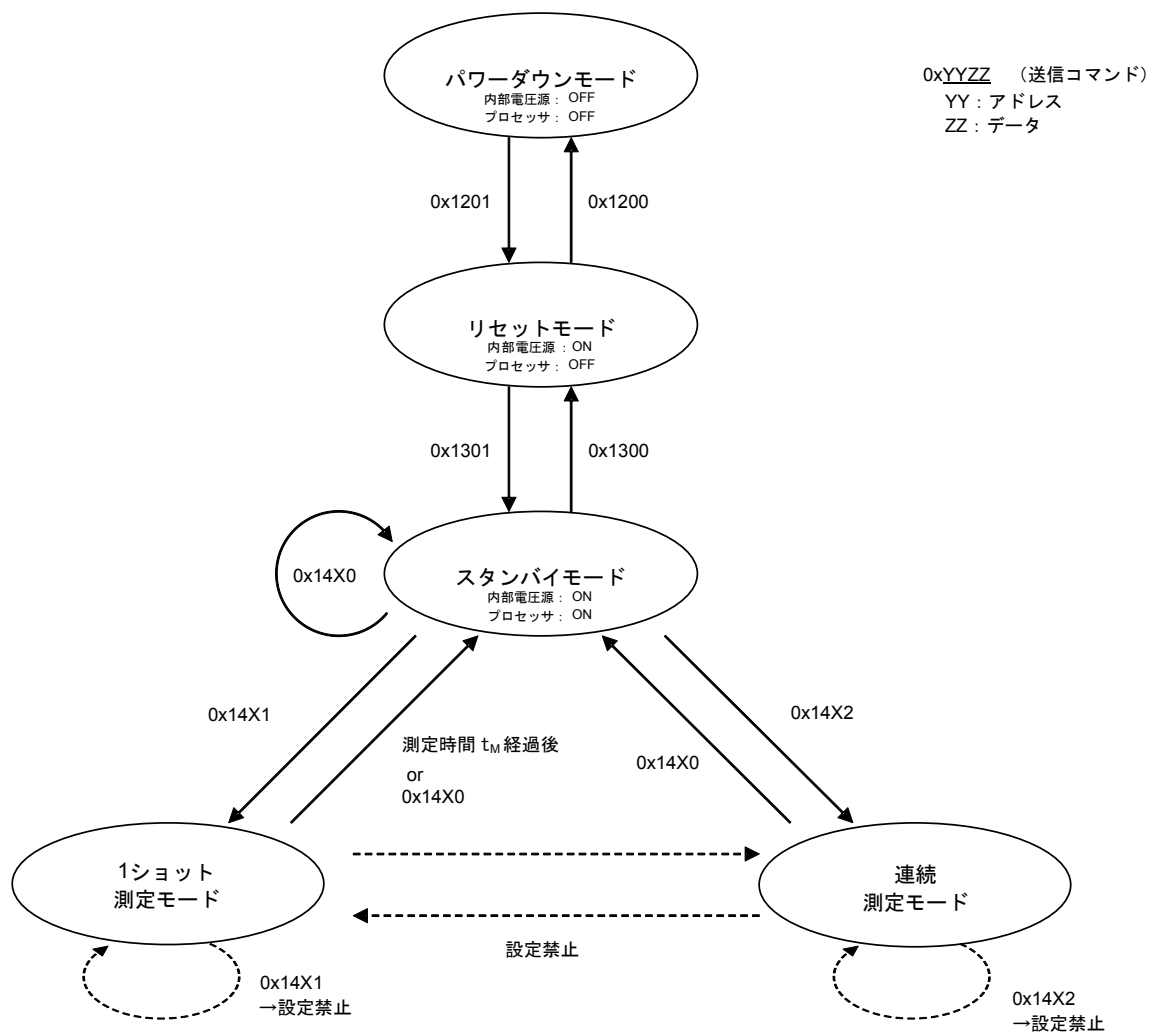 パワーダウンモード
内部電圧源： OFF
プロセッサ： OFF
0xYYZZ （送信コマンド）
YY：アドレス
ZZ：データ
0x1201
0x1200
リセットモード
内部電圧源 ：ON
プロセッサ： OFF
0x1301
0x1300
0x14X0
スタンバイモード
内部電圧源： ON
プロセッサ： ON
0x14X1
測定時間 tM 経過後
or
0x14X0
0x14X0
0x14X2
1ショット
測定モード
連続
測定モード
設定禁止
0x14X1
→設定禁止
0x14X2
→設定禁止